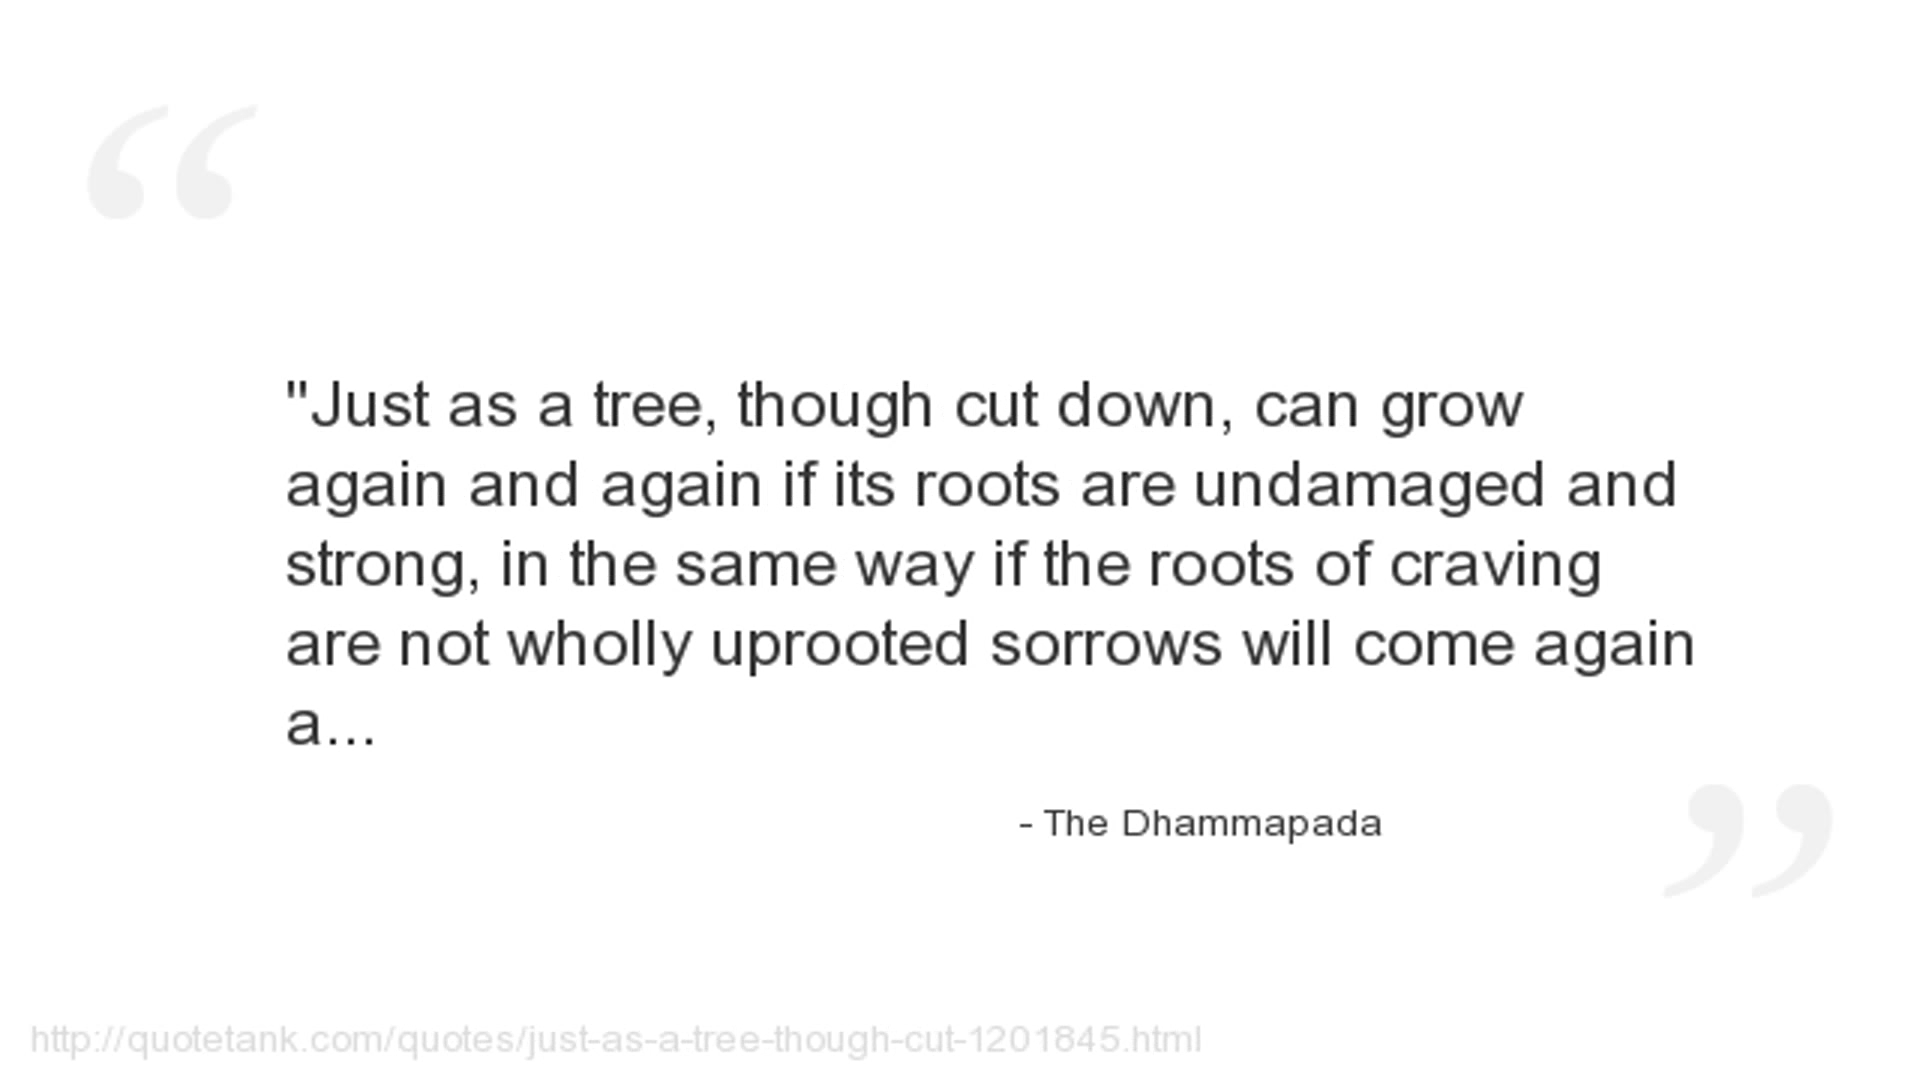 "Just as a tree, though cut down, can grow
again and again if its roots are undamaged and
strong, in the same way if the roots of craving
are not wholly uprooted sorrows will come again
a...
- The Dhammapada
http://quotetank.com/quotes/just-as-a-tree-though-cut-1201845.html